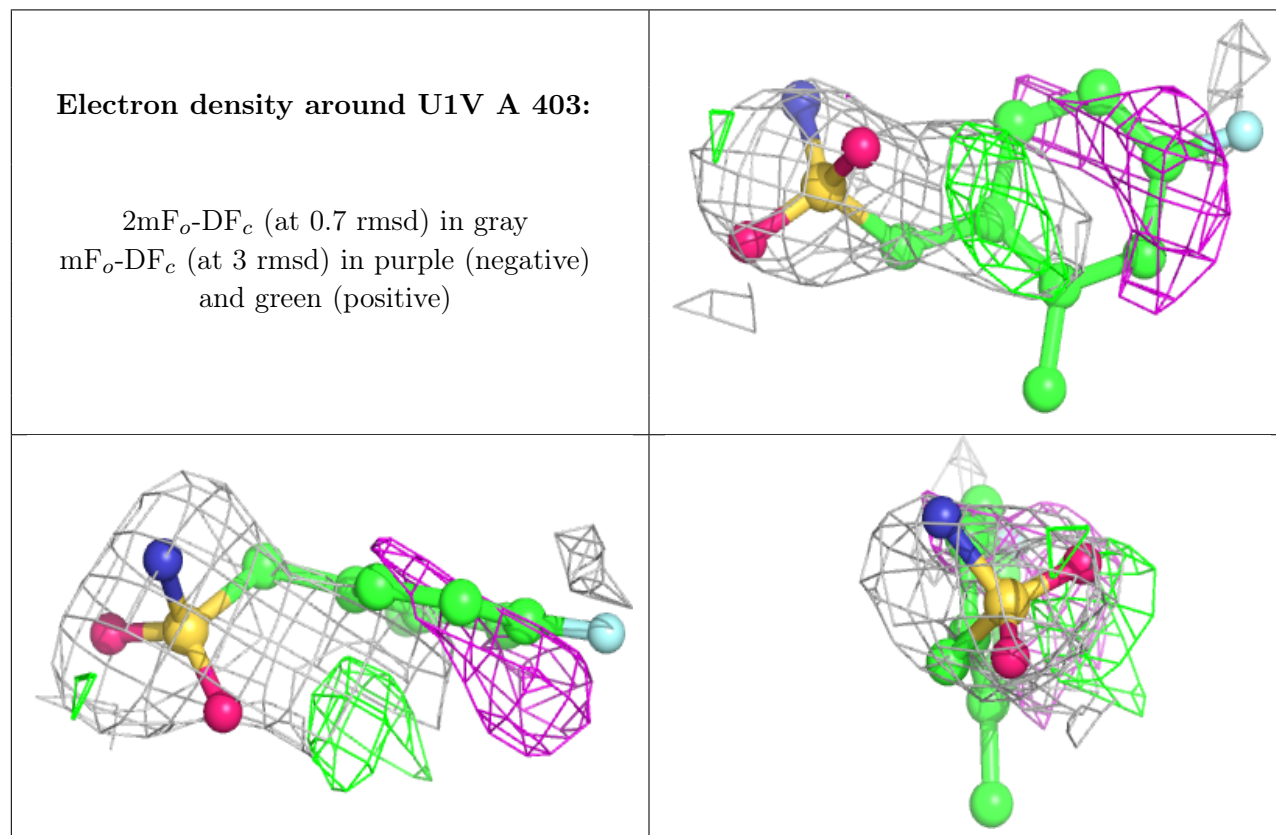 Electron density around U1V A 403:
2mFo-DFc (at 0.7 rmsd) in gray
mFo-DFc (at 3 rmsd) in purple (negative)
and green (positive)